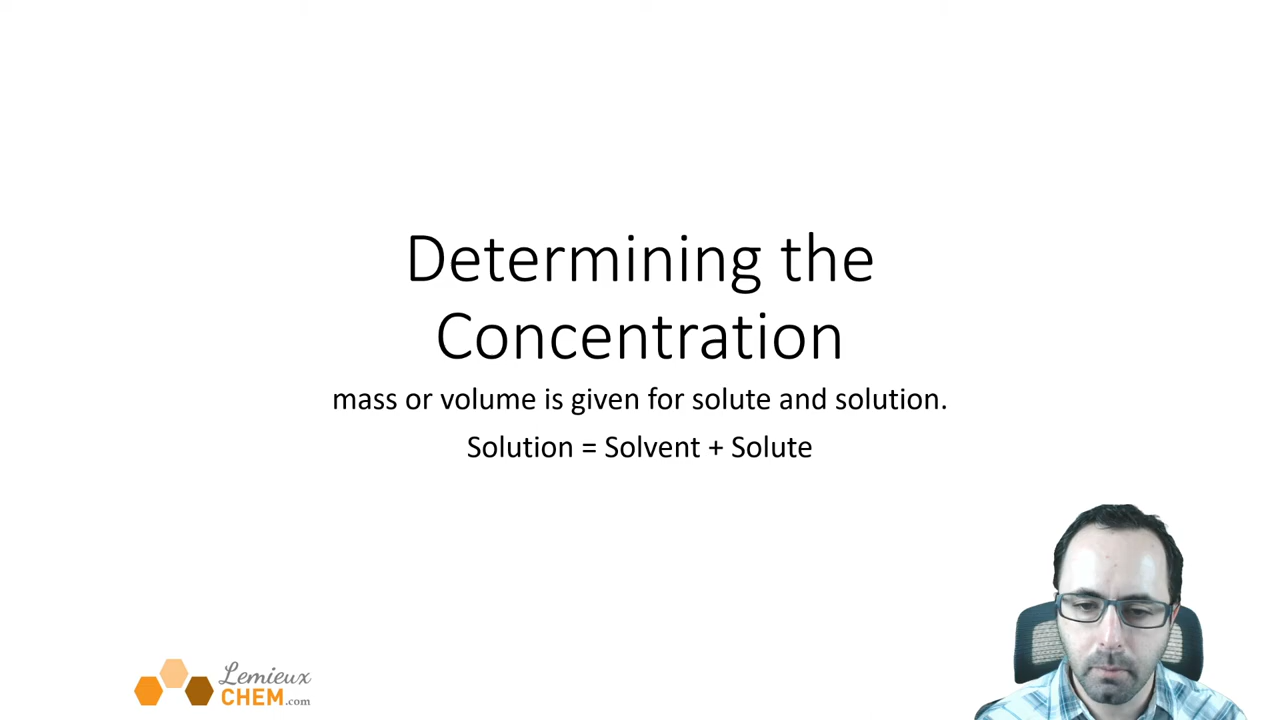 Determining the
Concentration
mass or volume is given for solute and solution.
Solution = Solvent + Solute
Lemieux
CHEM.com